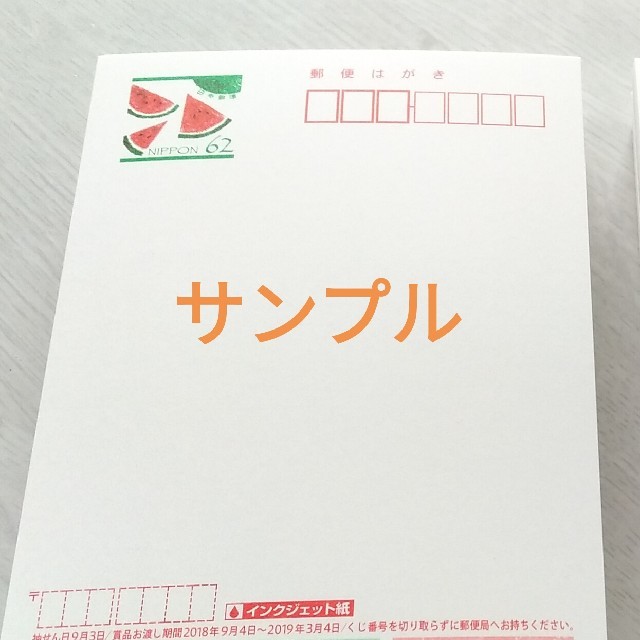 郵便はがき
日本郵便
NIPPON 62
サンプル
〒
インクジェット紙
抽せん日9月3日/賞品お渡し期間2018年9月4日～2019年3月4日/くじ番号を切り取らずに郵便局へお持ちください。